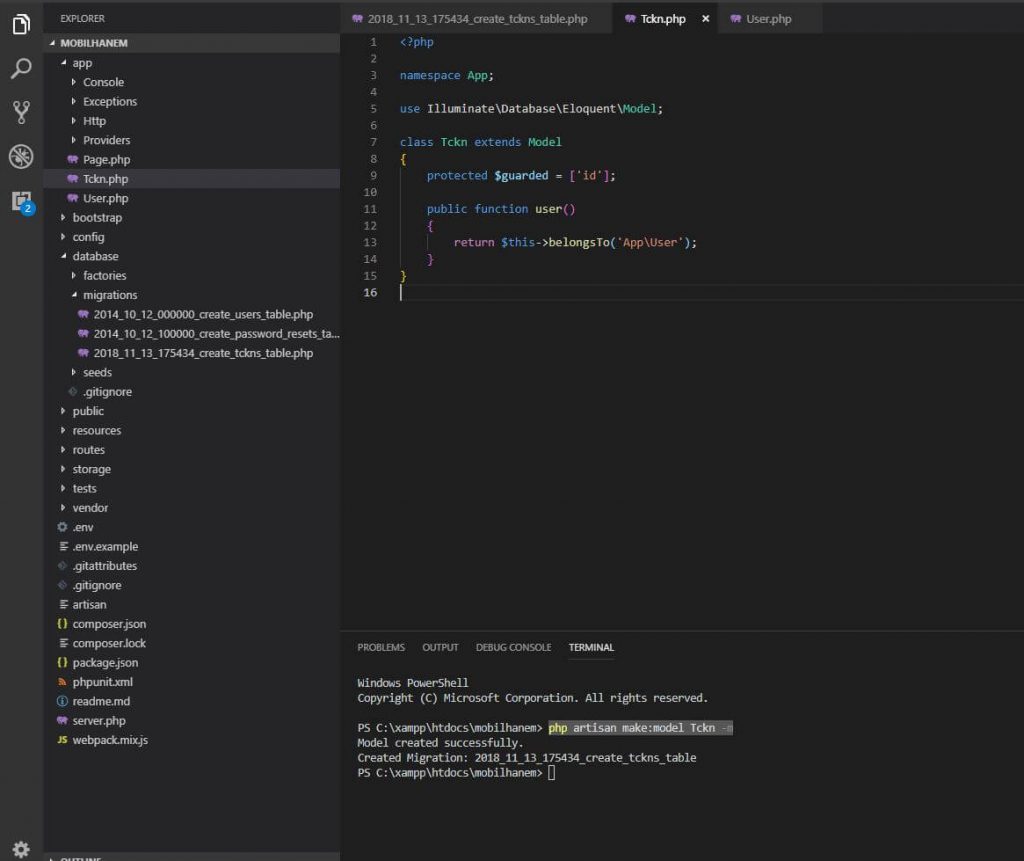 EXPLORER
MOBILHANEM
app
Console
Exceptions
Http
Providers
Page.php
Tckn.php
User.php
bootstrap
config
database
factories
migrations
2014_10_12_000000_create_users_table.php
2014_10_12_100000_create_password_resets_ta...
2018_11_13_175434_create_tckns_table.php
seeds
.gitignore
public
resources
routes
storage
tests
vendor
.env
.env.example
.gitattributes
.gitignore
artisan
composer.json
composer.lock
package.json
phpunit.xml
readme.md
server.php
JS webpack.mix.js
OUTLINE
2
2018_11_13_175434_create_tckns_table.php
Tckn.php
User.php
1 <?php
2
3 namespace App;
4
5 use Illuminate\Database\Eloquent\Model;
6
7 class Tckn extends Model
8 {
9 protected $guarded = ['id'];
10
11 public function user()
12 {
13 return $this->belongsTo('App\User');
14 }
15 }
16
PROBLEMS OUTPUT DEBUG CONSOLE TERMINAL
Windows PowerShell
Copyright (C) Microsoft Corporation. All rights reserved.
PS C:\xampp\htdocs\mobilhanem> php artisan make:model Tckn -m
Model created successfully.
Created Migration: 2018_11_13_175434_create_tckns_table
PS C:\xampp\htdocs\mobilhanem>